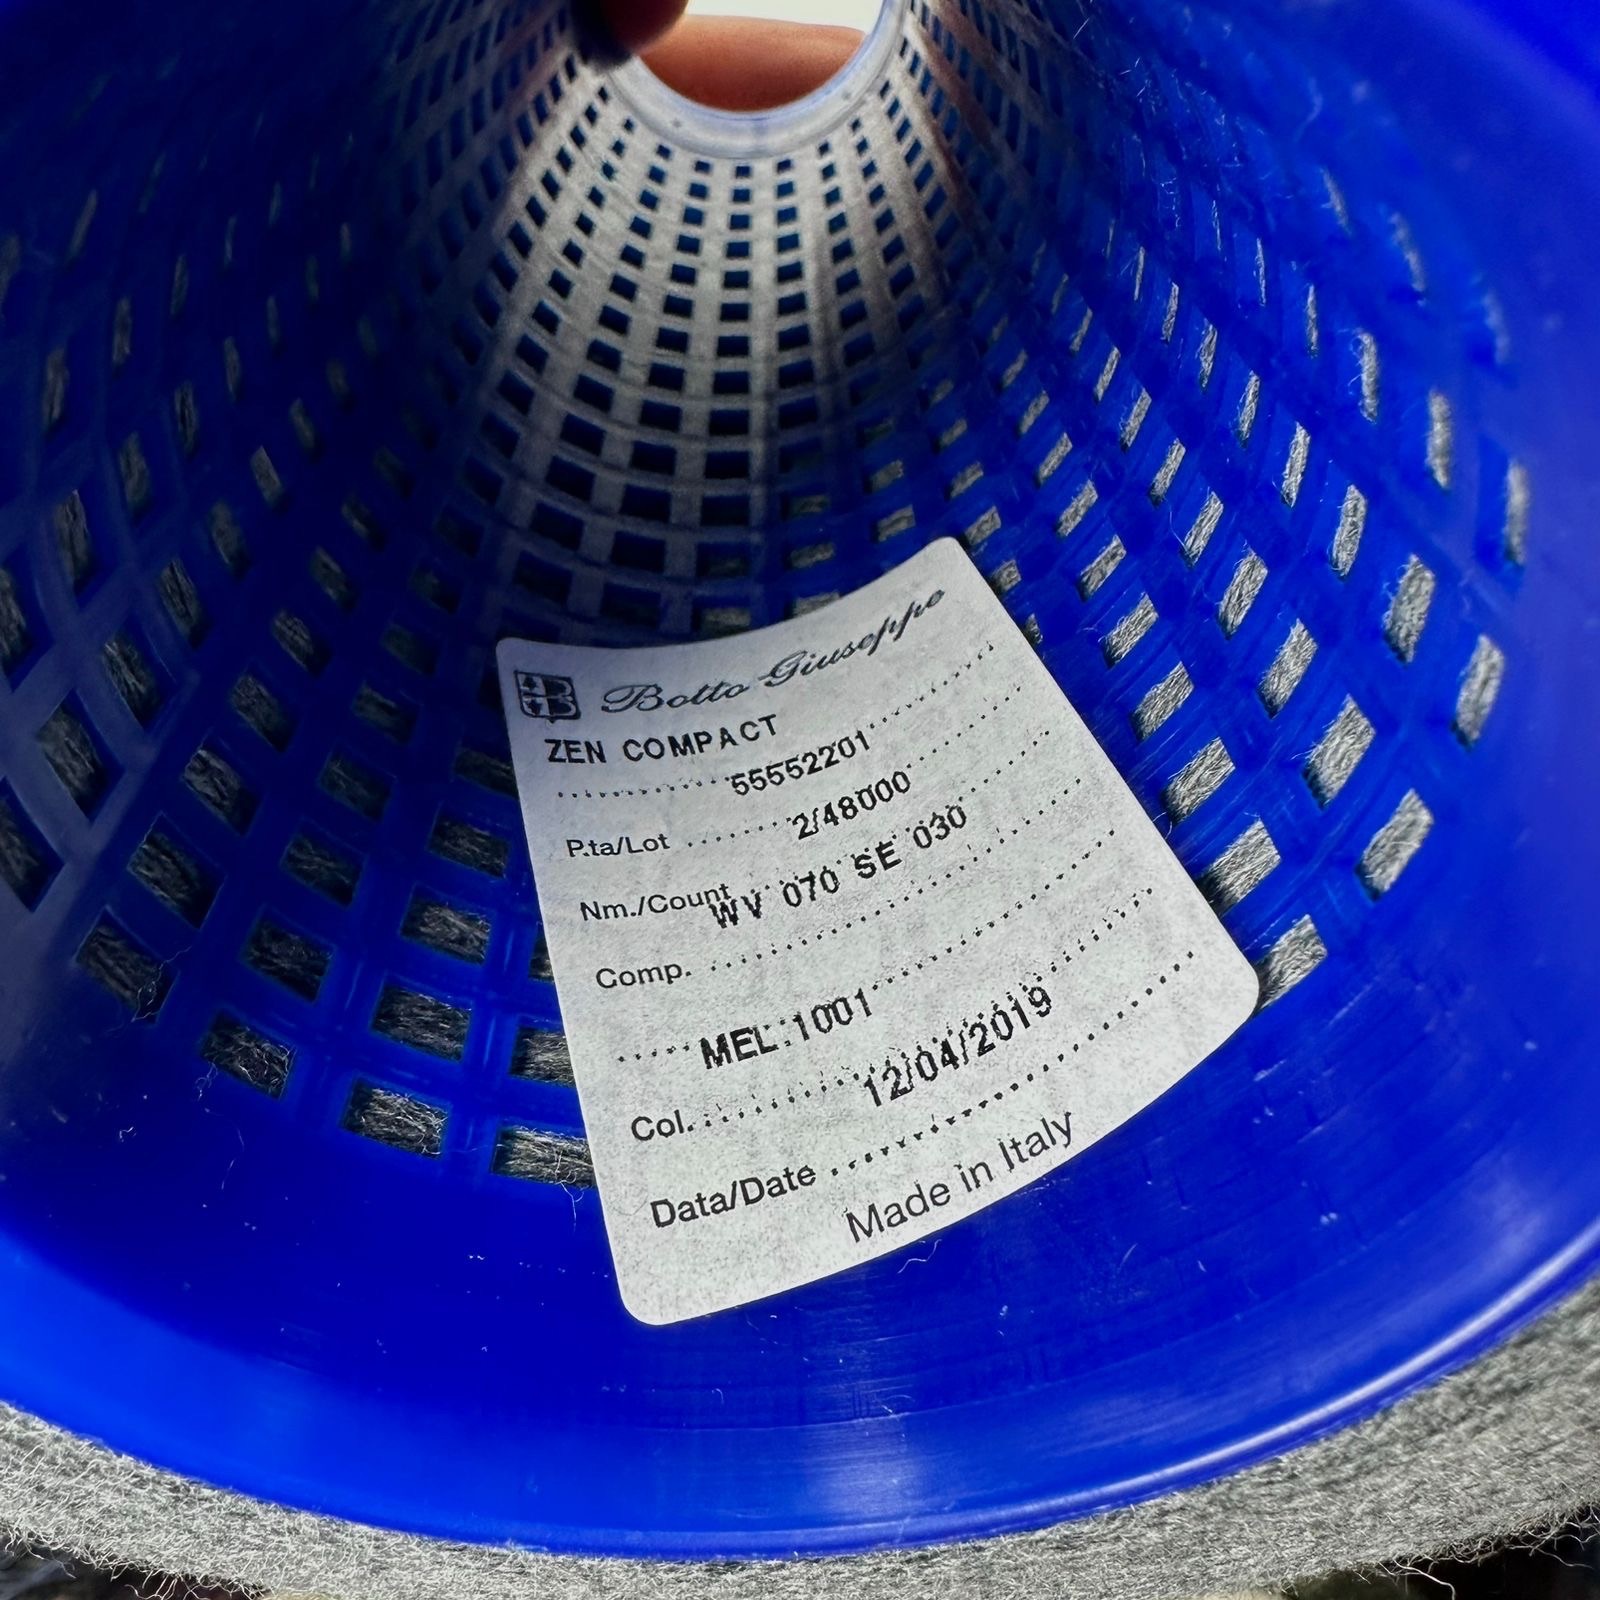 B Botto Giuseppe
ZEN COMPACT
55552201
P.ta/Lot
2/48000
Nm./Count
WV 070 SE 030
Comp.
MEL 1001
Col.
12/04/2019
Data/Date
Made in Italy